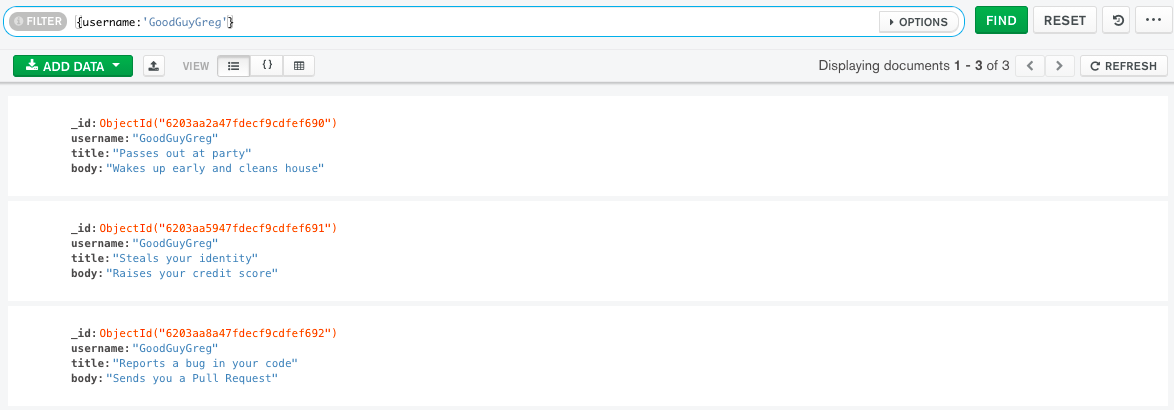 FILTER {username:'GoodGuyGreg'} OPTIONS FIND RESET ...
ADD DATA VIEW {} Displaying documents 1 - 3 of 3 < > REFRESH
_id: ObjectId("6203aa2a47fdecf9cdfef690")
username: "GoodGuyGreg"
title: "Passes out at party"
body: "Wakes up early and cleans house"
_id: ObjectId("6203aa5947fdecf9cdfef691")
username: "GoodGuyGreg"
title: "Steals your identity"
body: "Raises your credit score"
_id: ObjectId("6203aa8a47fdecf9cdfef692")
username: "GoodGuyGreg"
title: "Reports a bug in your code"
body: "Sends you a Pull Request"